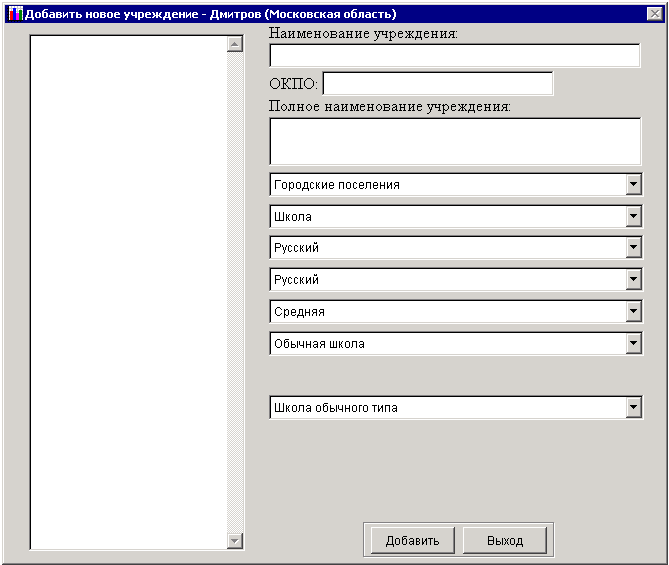 Добавить новое учреждение - Дмитров (Московская область)
Наименование учреждения:
ОКПО:
Полное наименование учреждения:
Городские поселения
Школа
Русский
Русский
Средняя
Обычная школа
Школа обычного типа
Добавить
Выход